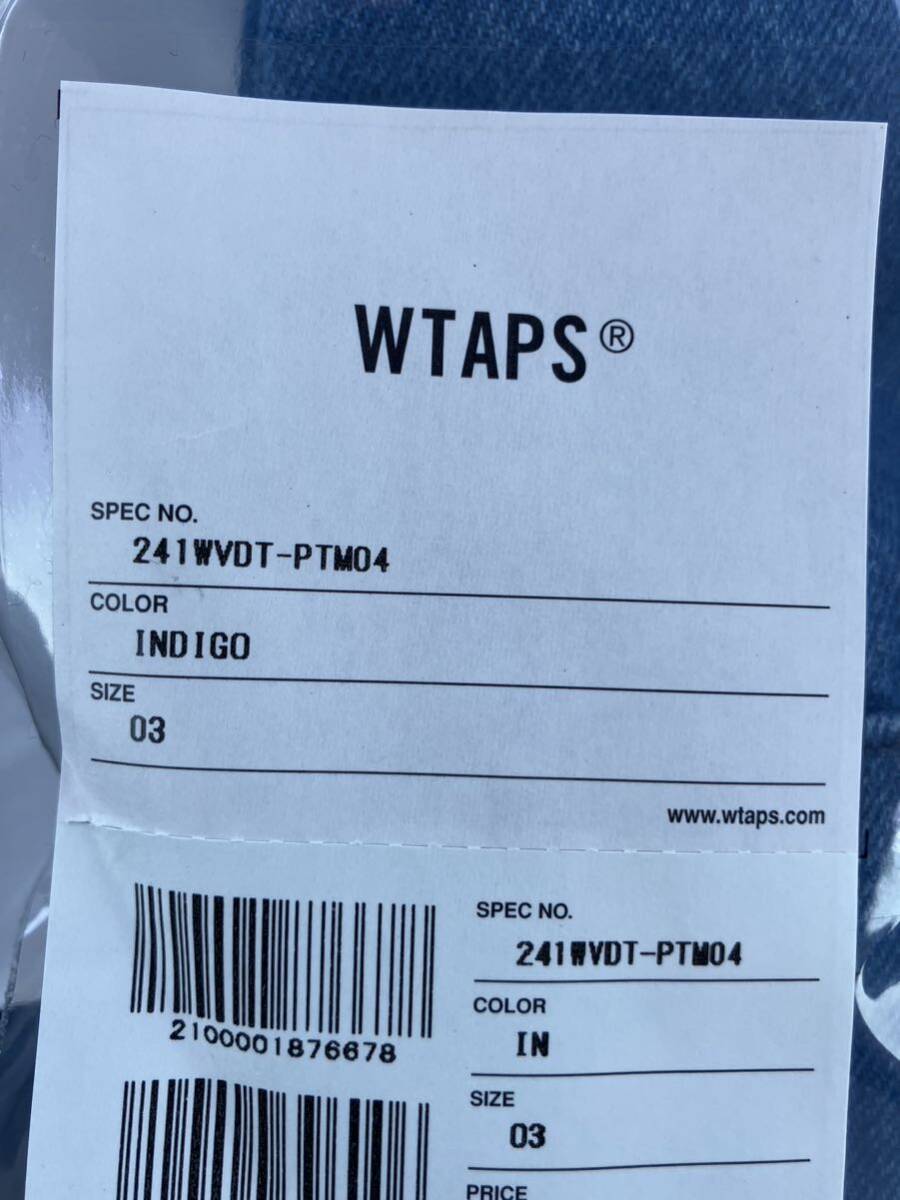 WTAPS®
SPEC NO.
241WVDT-PTM04
COLOR
INDIGO
SIZE
03
www.wtaps.com
2100001876678
SPEC NO.
241WVDT-PTM04
COLOR
IN
SIZE
03
PRICE